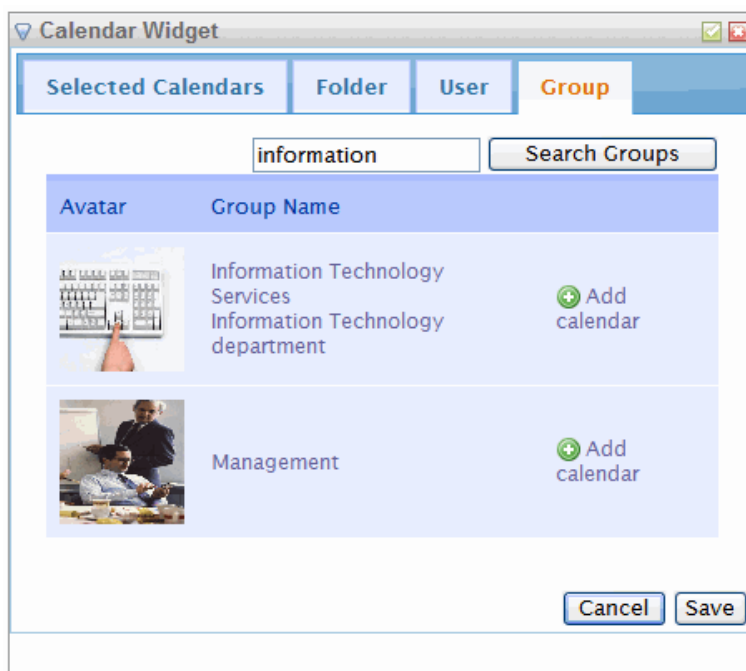 Calendar Widget
Selected Calendars Folder User Group
information Search Groups
Avatar Group Name
Information Technology
Services
Information Technology
department
Add
calendar
Management
Add
calendar
Cancel Save